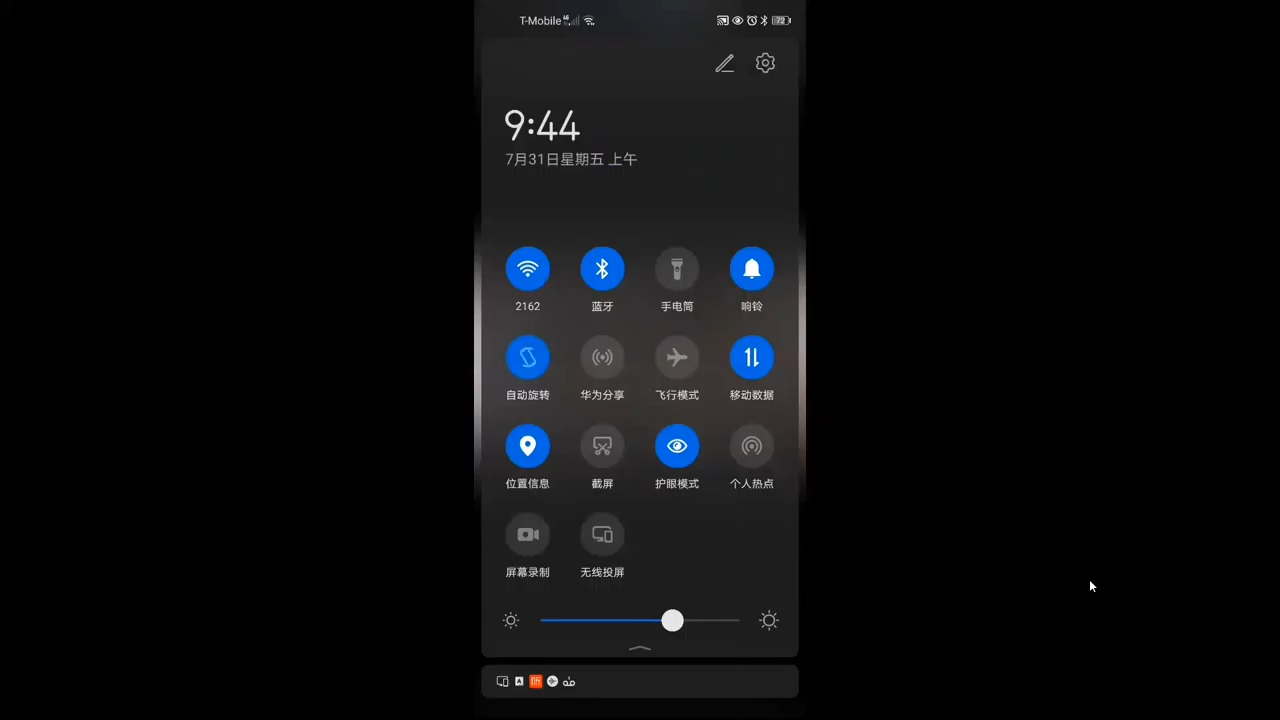 T-Mobile 4G 72
9:44
7月31日星期五 上午
2162 蓝牙 手电筒 响铃
自动旋转 华为分享 飞行模式 移动数据
位置信息 截屏 护眼模式 个人热点
屏幕录制 无线投屏
A